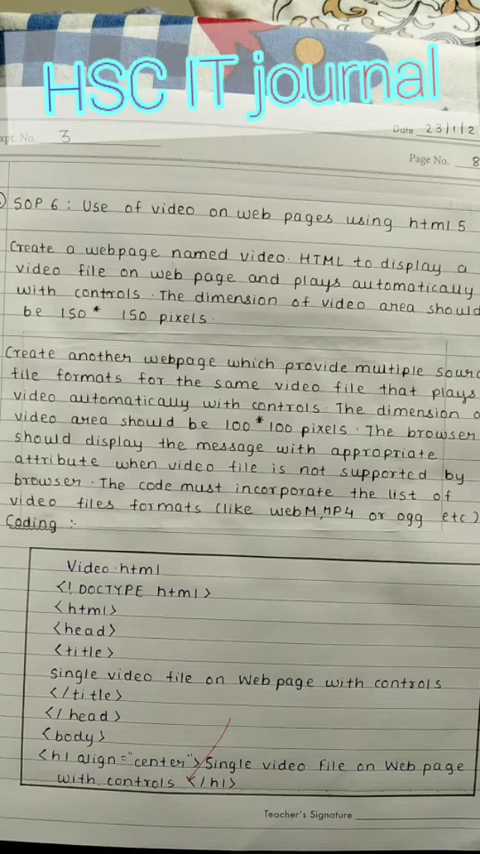 HSC IT journal
Expt. No. 3
Date 23/1/2
Page No. 8
SOP 6 : Use of video on web pages using html 5
Create a webpage named video. HTML to display a
video file on web page and plays automatically
with controls. The dimension of video area should
be 150 * 150 pixels.
Create another webpage which provide multiple sourc
file formats for the same video file that plays
video automatically with controls. The dimension o
video area should be 100 * 100 pixels. The browser
should display the message with appropriate
attribute when video file is not supported by
browser. The code must incorporate the list of
video files formats (like webM, MP4 or ogg etc)
Coding :
Video.html
<! DOCTYPE html>
<html>
<head>
<title>
Single video file on Web page with controls
</title>
</head>
<body>
<h1 align="center">Single video file on Web page
with controls </h1>
Teacher's Signature